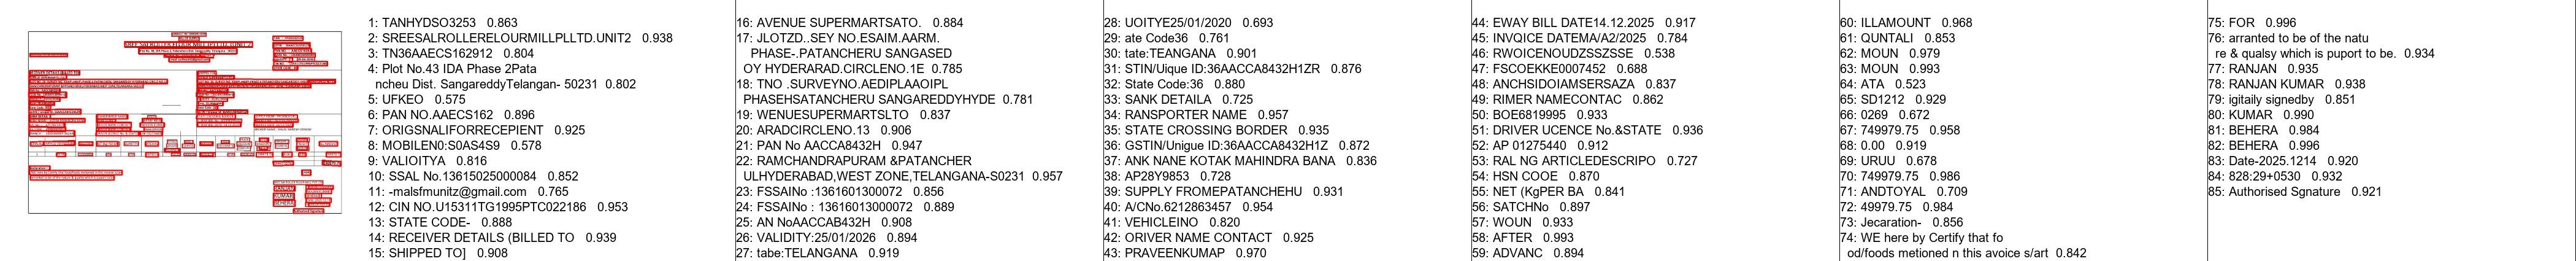 1: TANHYDSO3253 0.863
2: SREESALROLLERELOURMILLPLLTD.UNIT2 0.938
3: TN36AAECS162912 0.804
4: Plot No.43 IDA Phase 2Pata
ncheu Dist. SangareddyTelangan- 50231 0.802
5: UFKEO 0.575
6: PAN NO.AAECS162 0.896
7: ORIGSNALIFORRECEPIENT 0.925
8: MOBILEN0:S0AS4S9 0.578
9: VALIOITYA 0.816
10: SSAL No.13615025000084 0.852
11: -malsfmunitz@gmail.com 0.765
12: CIN NO.U15311TG1995PTC022186 0.953
13: STATE CODE- 0.888
14: RECEIVER DETAILS (BILLED TO 0.939
15: SHIPPED TO] 0.908
16: AVENUE SUPERMARTSATO. 0.884
17: JLOTZD..SEY NO.ESAIM.AARM.
PHASE-.PATANCHERU SANGASED
OY HYDERARAD.CIRCLENO.1E 0.785
18: TNO .SURVEYNO.AEDIPLAAOIPL
PHASEHSATANCHERU SANGAREDDYHYDE 0.781
19: WENUESUPERMARTSLTO 0.837
20: ARADCIRCLENO.13 0.906
21: PAN No AACCA8432H 0.947
22: RAMCHANDRAPURAM &PATANCHER
ULHYDERABAD,WEST ZONE,TELANGANA-S0231 0.957
23: FSSAINo :1361601300072 0.856
24: FSSAINo : 13616013000072 0.889
25: AN NoAACCAB432H 0.908
26: VALIDITY:25/01/2026 0.894
27: tabe:TELANGANA 0.919
28: UOITYE25/01/2020 0.693
29: ate Code36 0.761
30: tate:TEANGANA 0.901
31: STIN/Uique ID:36AACCA8432H1ZR 0.876
32: State Code:36 0.880
33: SANK DETAILA 0.725
34: RANSPORTER NAME 0.957
35: STATE CROSSING BORDER 0.935
36: GSTIN/Unigue ID:36AACCA8432H1Z 0.872
37: ANK NANE KOTAK MAHINDRA BANA 0.836
38: AP28Y9853 0.728
39: SUPPLY FROMEPATANCHEHU 0.931
40: A/CNo.6212863457 0.954
41: VEHICLEINO 0.820
42: ORIVER NAME CONTACT 0.925
43: PRAVEENKUMAP 0.970
44: EWAY BILL DATE14.12.2025 0.917
45: INVQICE DATEMA/A2/2025 0.784
46: RWOICENOUDZSSZSSE 0.538
47: FSCOEKKE0007452 0.688
48: ANCHSIDOIAMSERSAZA 0.837
49: RIMER NAMECONTAC 0.862
50: BOE6819995 0.933
51: DRIVER UCENCE No.&STATE 0.936
52: AP 01275440 0.912
53: RAL NG ARTICLEDESCRIPO 0.727
54: HSN COOE 0.870
55: NET (KgPER BA 0.841
56: SATCHNo 0.897
57: WOUN 0.933
58: AFTER 0.993
59: ADVANC 0.894
60: ILLAMOUNT 0.968
61: QUNTALI 0.853
62: MOUN 0.979
63: MOUN 0.993
64: ATA 0.523
65: SD1212 0.929
66: 0269 0.672
67: 749979.75 0.958
68: 0.00 0.919
69: URUU 0.678
70: 749979.75 0.986
71: ANDTOYAL 0.709
72: 49979.75 0.984
73: Jecaration- 0.856
74: WE here by Certify that fo
od/foods metioned n this avoice s/art 0.842
75: FOR 0.996
76: arranted to be of the natu
re & qualsy which is puport to be. 0.934
77: RANJAN 0.935
78: RANJAN KUMAR 0.938
79: igitaily signedby 0.851
80: KUMAR 0.990
81: BEHERA 0.984
82: BEHERA 0.996
83: Date-2025.1214 0.920
84: 828:29+0530 0.932
85: Authorised Sgnature 0.921